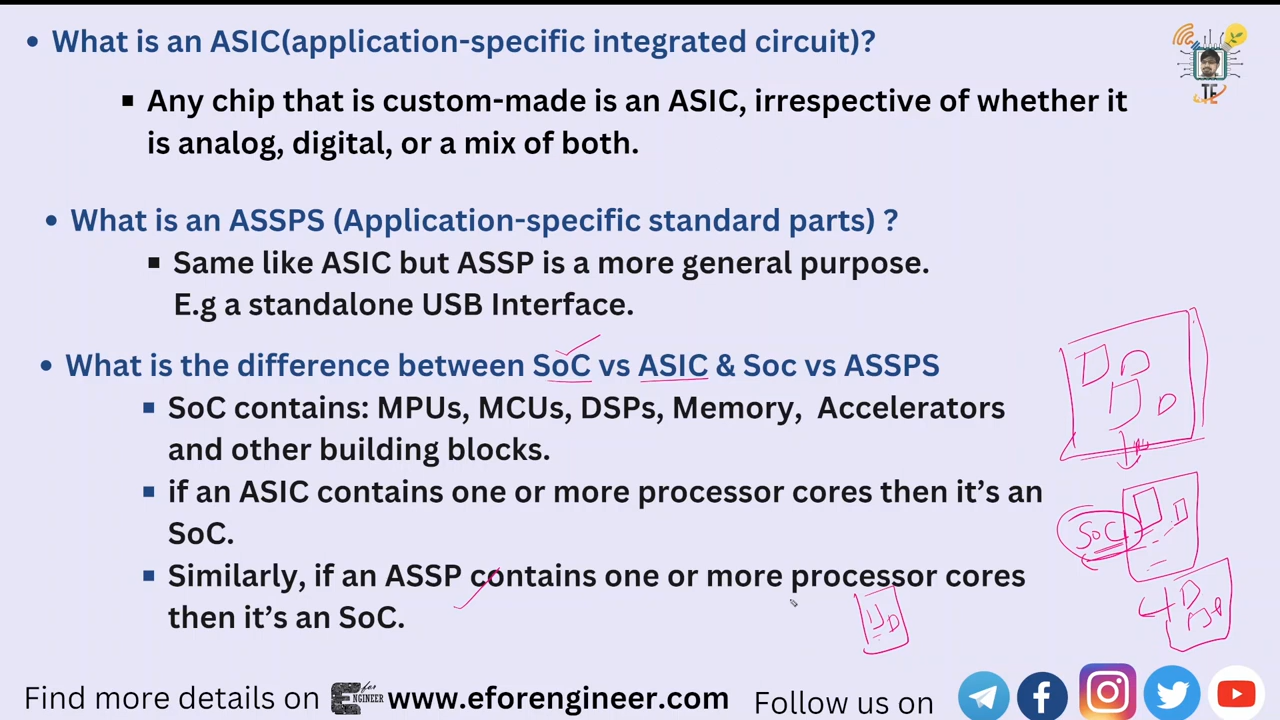 • What is an ASIC(application-specific integrated circuit)?
▪ Any chip that is custom-made is an ASIC, irrespective of whether it
is analog, digital, or a mix of both.
TE
• What is an ASSPS (Application-specific standard parts) ?
▪ Same like ASIC but ASSP is a more general purpose.
E.g a standalone USB Interface.
• What is the difference between SoC vs ASIC & Soc vs ASSPS
▪ SoC contains: MPUs, MCUs, DSPs, Memory, Accelerators
and other building blocks.
▪ if an ASIC contains one or more processor cores then it's an
SoC.
SoC
▪ Similarly, if an ASSP contains one or more processor cores
then it's an SoC.
Find more details on E for ENGINEER www.eforengineer.com Follow us on